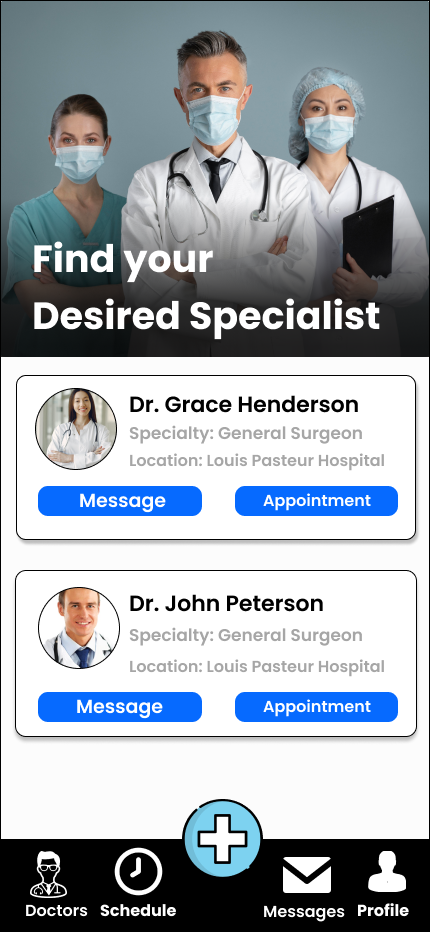 Find your
Desired Specialist
Dr. Grace Henderson
Specialty: General Surgeon
Location: Louis Pasteur Hospital
Message Appointment
Dr. John Peterson
Specialty: General Surgeon
Location: Louis Pasteur Hospital
Message Appointment
Doctors Schedule Messages Profile